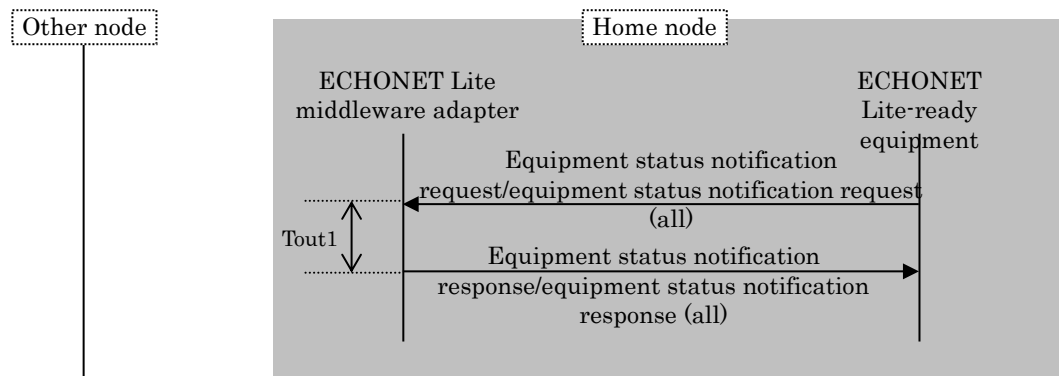 Other node
Home node
ECHONET Lite
middleware adapter
ECHONET
Lite-ready
equipment
Equipment status notification
request/equipment status notification request
(all)
Tout1
Equipment status notification
response/equipment status notification
response (all)